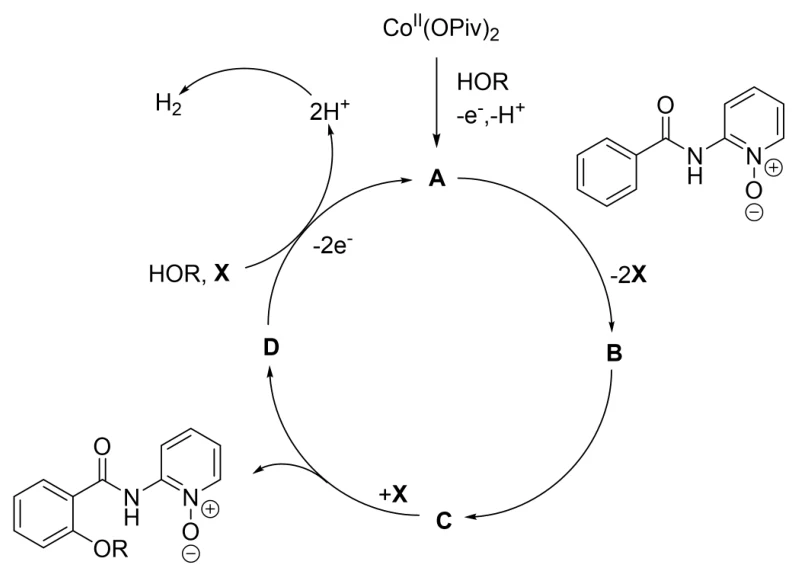 Co^II(OPiv)₂
HOR
-e⁻,-H⁺
H₂
2H⁺
A
O
N
H
N
⊕
O
⊖
-2e⁻
HOR, X
-2X
D
B
O
N
H
N
⊕
O
⊖
OR
+X
C